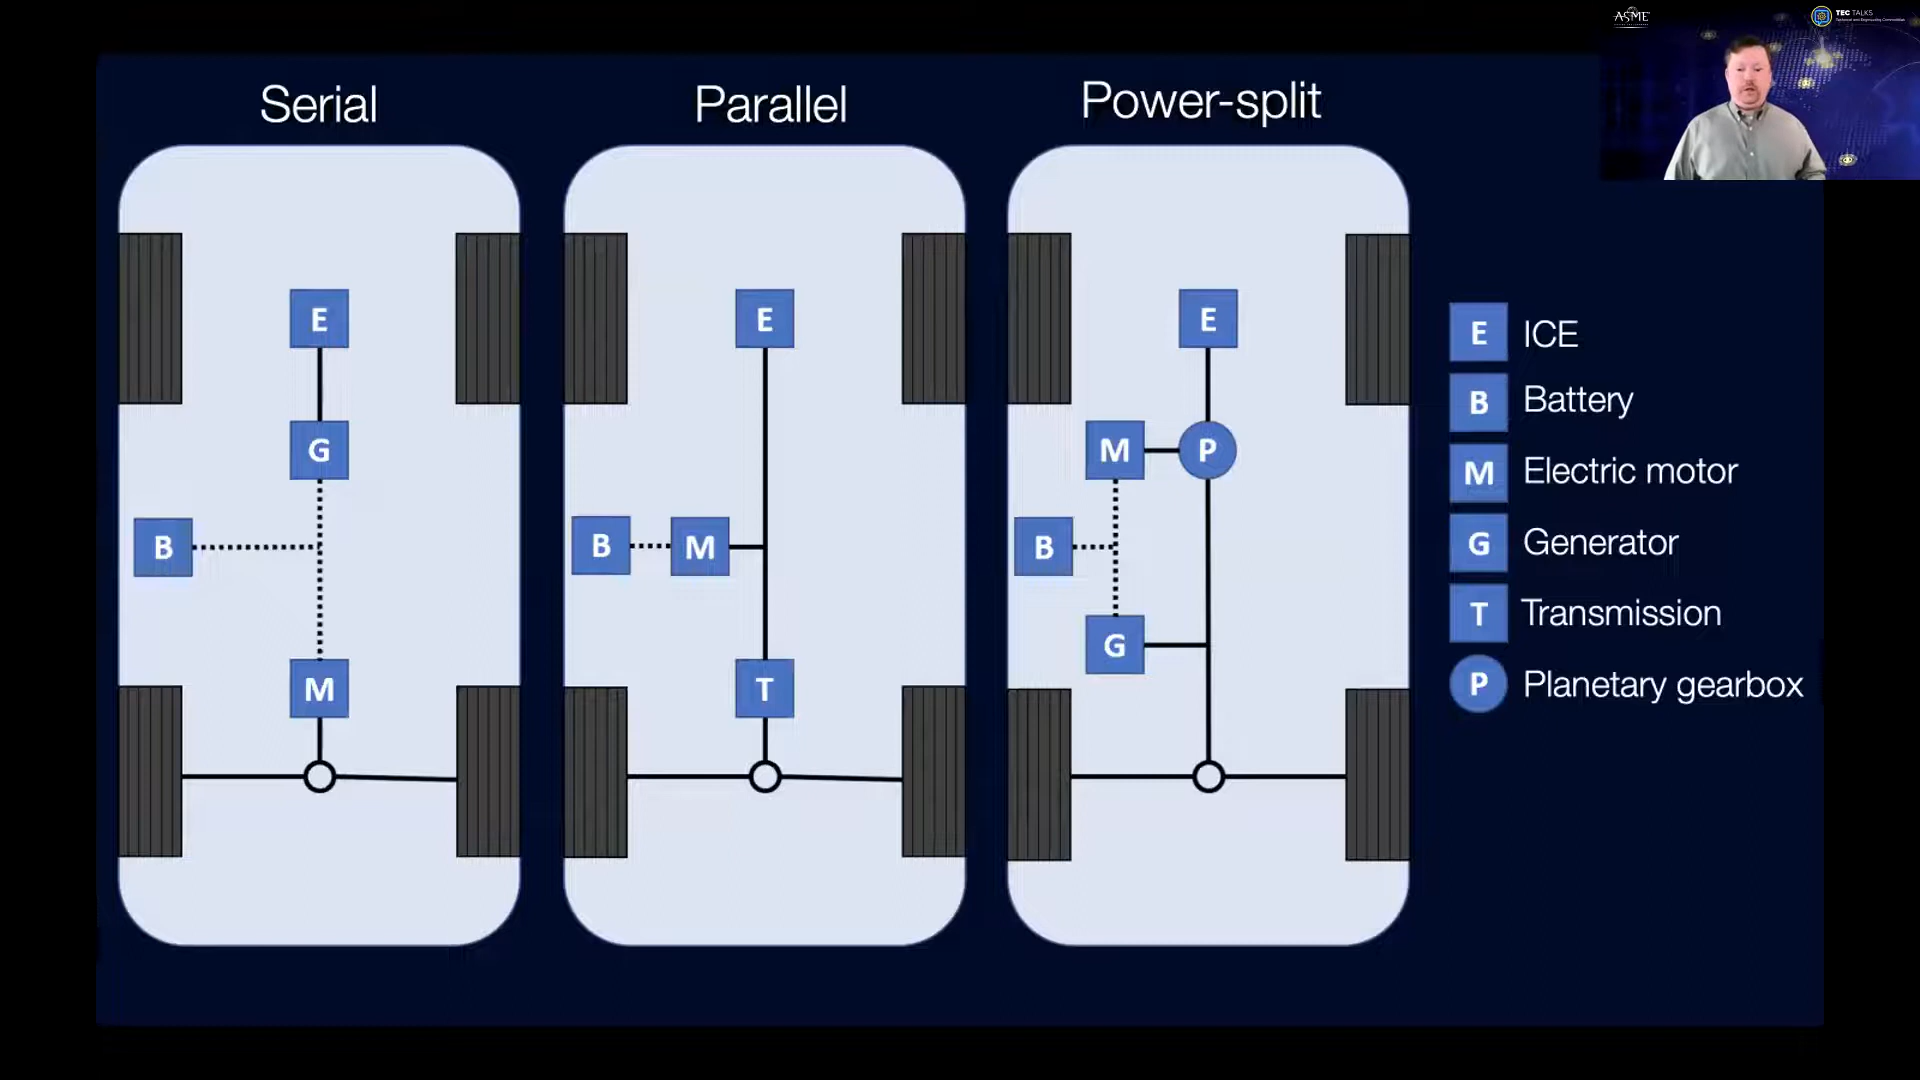 ASME
TEC TALKS
Serial
Parallel
Power-split
E
G
B
M
E
B
M
T
E
M
P
B
G
E ICE
B Battery
M Electric motor
G Generator
T Transmission
P Planetary gearbox